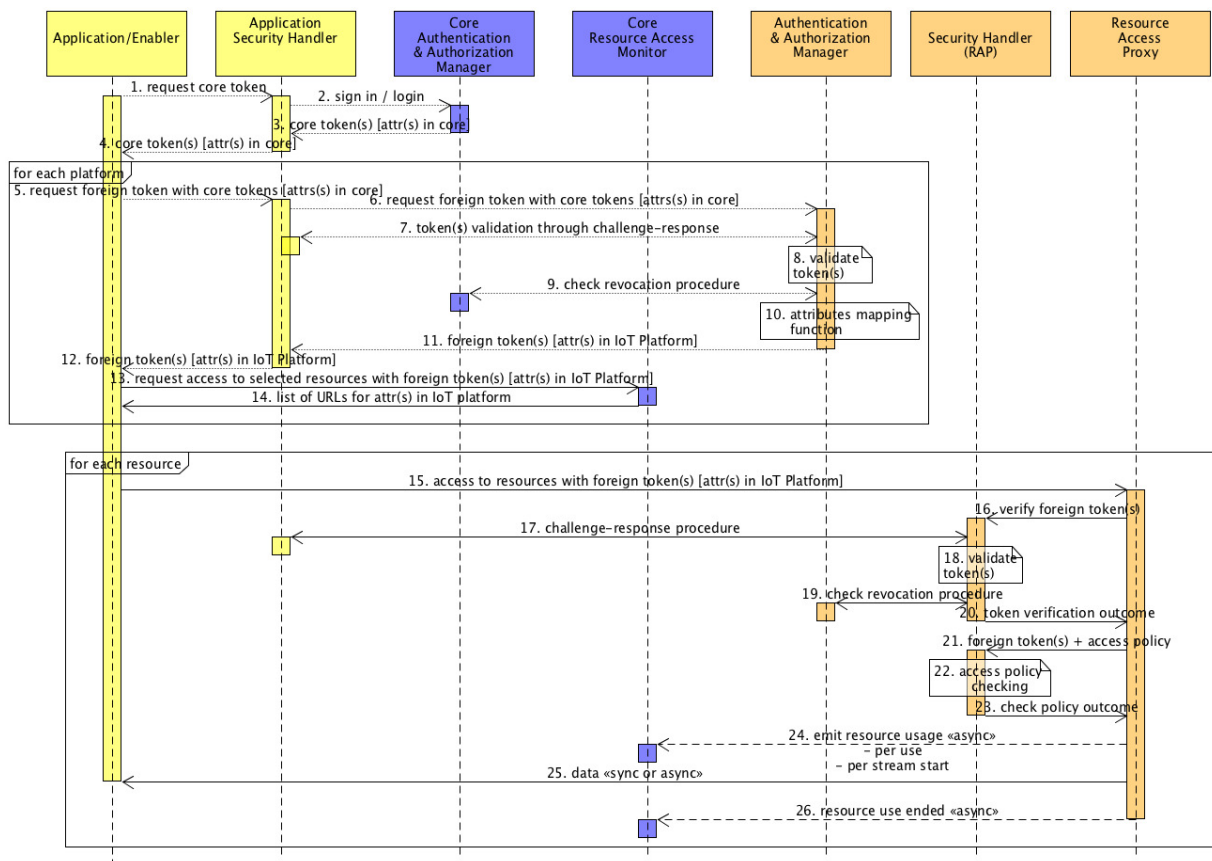 Application/Enabler
Application
Security Handler
Core
Authentication
& Authorization
Manager
Core
Resource Access
Monitor
Authentication
& Authorization
Manager
Security Handler
(RAP)
Resource
Access
Proxy
1. request core token
2. sign in / login
3. core token(s) [attr(s) in core]
4. core token(s) [attr(s) in core]
for each platform
5. request foreign token with core tokens [attrs(s) in core]
6. request foreign token with core tokens [attrs(s) in core]
7. token(s) validation through challenge-response
8. validate
token(s)
9. check revocation procedure
10. attributes mapping
function
11. foreign token(s) [attr(s) in IoT Platform]
12. foreign token(s) [attr(s) in IoT Platform]
13. request access to selected resources with foreign token(s) [attr(s) in IoT Platform]
14. list of URLs for attr(s) in IoT platform
for each resource
15. access to resources with foreign token(s) [attr(s) in IoT Platform]
16. verify foreign token(s)
17. challenge-response procedure
18. validate
token(s)
19. check revocation procedure
20. token verification outcome
21. foreign token(s) + access policy
22. access policy
checking
23. check policy outcome
24. emit resource usage «async»
- per use
- per stream start
25. data «sync or async»
26. resource use ended «async»